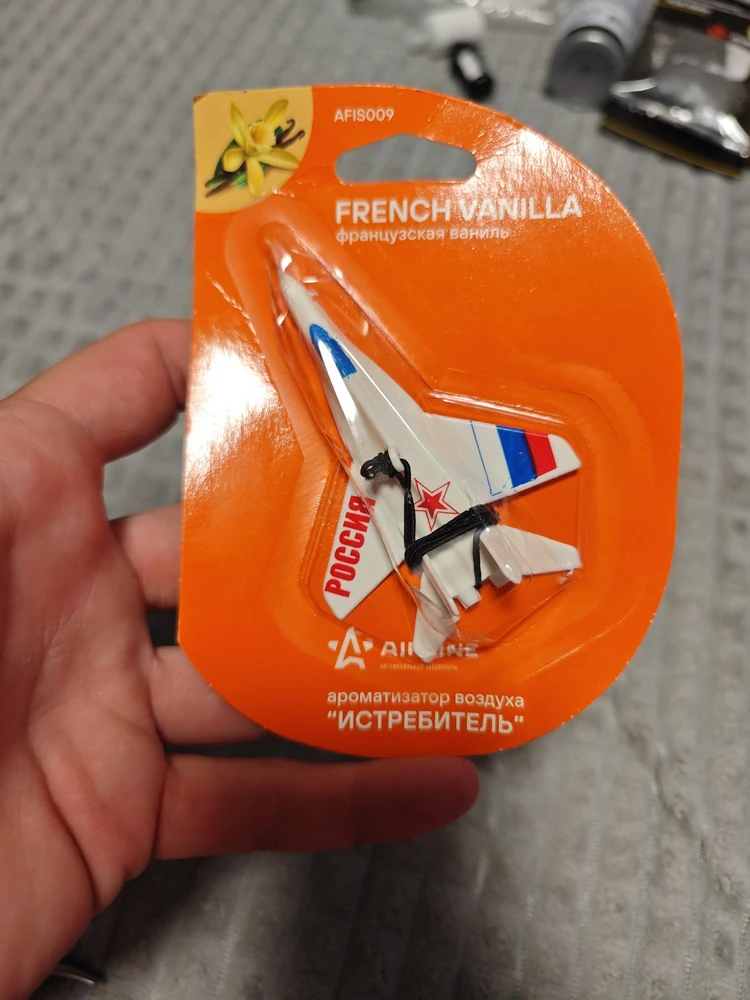 AFIS009
FRENCH VANILLA
французская ваниль
РОССИЯ
AIRLINE
ароматизатор воздуха
"ИСТРЕБИТЕЛЬ"